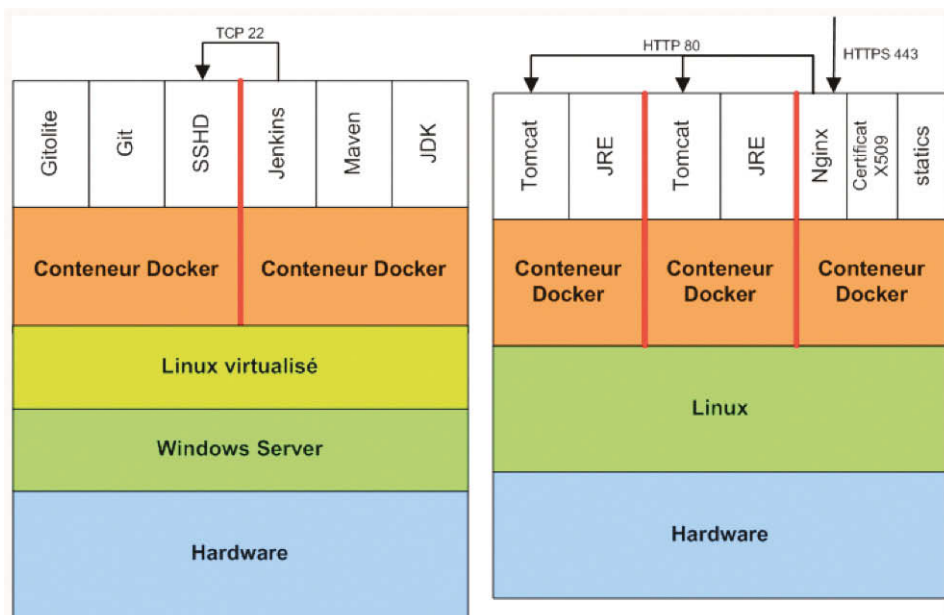 TCP 22
Gitolite
Git
SSHD
Jenkins
Maven
JDK
Conteneur Docker
Conteneur Docker
Linux virtualisé
Windows Server
Hardware
HTTP 80
HTTPS 443
Tomcat
JRE
Tomcat
JRE
Nginx
Certificat
X509
statics
Conteneur
Docker
Conteneur
Docker
Conteneur
Docker
Linux
Hardware